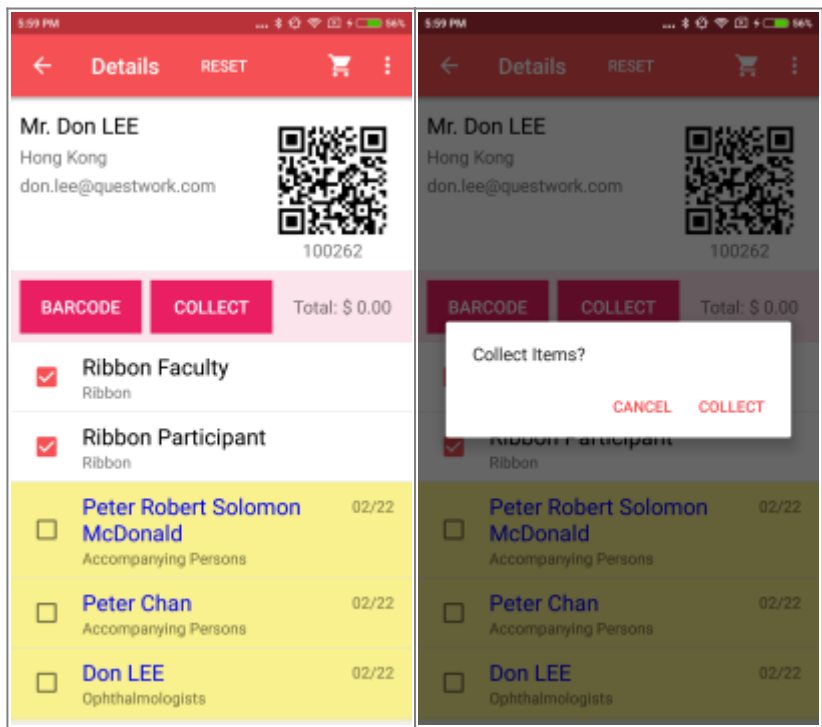 5:59 PM
... 56%
Details RESET
Mr. Don LEE
Hong Kong
don.lee@questwork.com
100262
BARCODE COLLECT Total: $ 0.00
Ribbon Faculty
Ribbon
Ribbon Participant
Ribbon
Peter Robert Solomon 02/22
McDonald
Accompanying Persons
Peter Chan 02/22
Accompanying Persons
Don LEE 02/22
Ophthalmologists
5:59 PM
... 56%
Details RESET
Mr. Don LEE
Hong Kong
don.lee@questwork.com
100262
BARCODE COLLECT Total: $ 0.00
Collect Items?
CANCEL COLLECT
Ribbon Participant
Ribbon
Peter Robert Solomon 02/22
McDonald
Accompanying Persons
Peter Chan 02/22
Accompanying Persons
Don LEE 02/22
Ophthalmologists